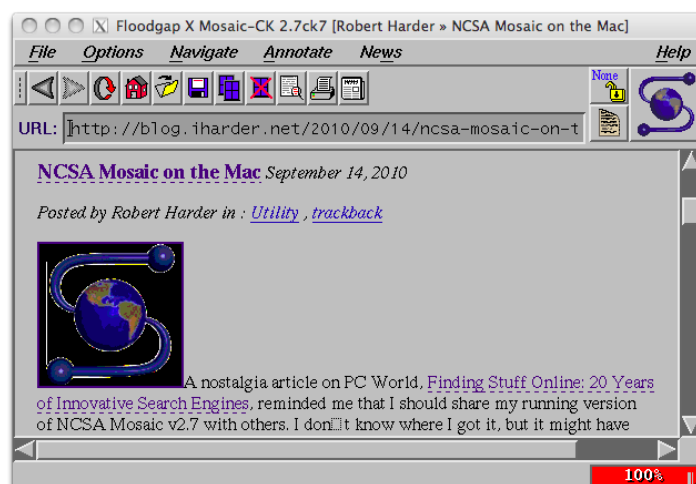 Floodgap X Mosaic-CK 2.7ck7 [Robert Harder » NCSA Mosaic on the Mac]
File Options Navigate Annotate News Help
None
URL: http://blog.iharder.net/2010/09/14/ncsa-mosaic-on-t
NCSA Mosaic on the Mac September 14, 2010
Posted by Robert Harder in : Utility , trackback
A nostalgia article on PC World, Finding Stuff Online: 20 Years
of Innovative Search Engines, reminded me that I should share my running version
of NCSA Mosaic v2.7 with others. I don▯t know where I got it, but it might have
100%